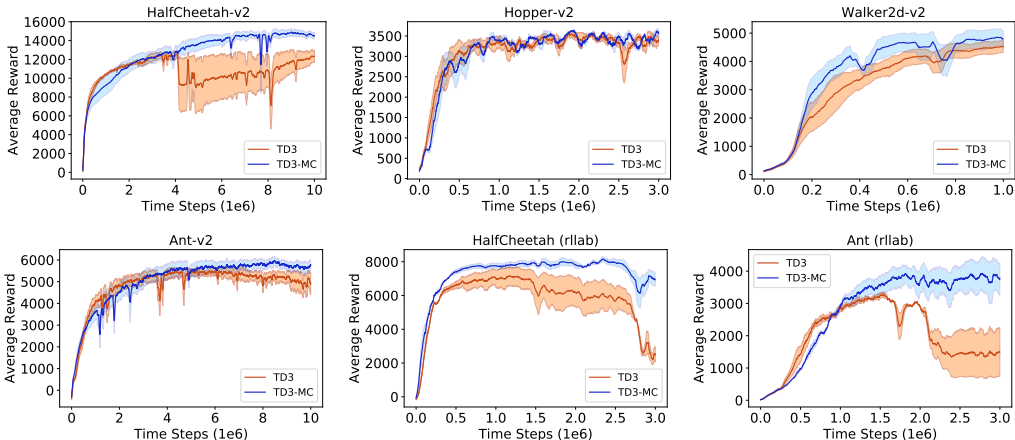 HalfCheetah-v2
Average Reward
16000
14000
12000
10000
8000
6000
4000
2000
0
0 2 4 6 8 10
Time Steps (1e6)
TD3
TD3-MC
Hopper-v2
Average Reward
3500
3000
2500
2000
1500
1000
500
0
0.0 0.5 1.0 1.5 2.0 2.5 3.0
Time Steps (1e6)
TD3
TD3-MC
Walker2d-v2
Average Reward
5000
4000
3000
2000
1000
0
0.0 0.2 0.4 0.6 0.8 1.0
Time Steps (1e6)
TD3
TD3-MC
Ant-v2
Average Reward
6000
5000
4000
3000
2000
1000
0
0 2 4 6 8 10
Time Steps (1e6)
TD3
TD3-MC
HalfCheetah (rllab)
Average Reward
8000
6000
4000
2000
0
0.0 0.5 1.0 1.5 2.0 2.5 3.0
Time Steps (1e6)
TD3
TD3-MC
Ant (rllab)
Average Reward
4000
3000
2000
1000
0
0.0 0.5 1.0 1.5 2.0 2.5 3.0
Time Steps (1e6)
TD3
TD3-MC